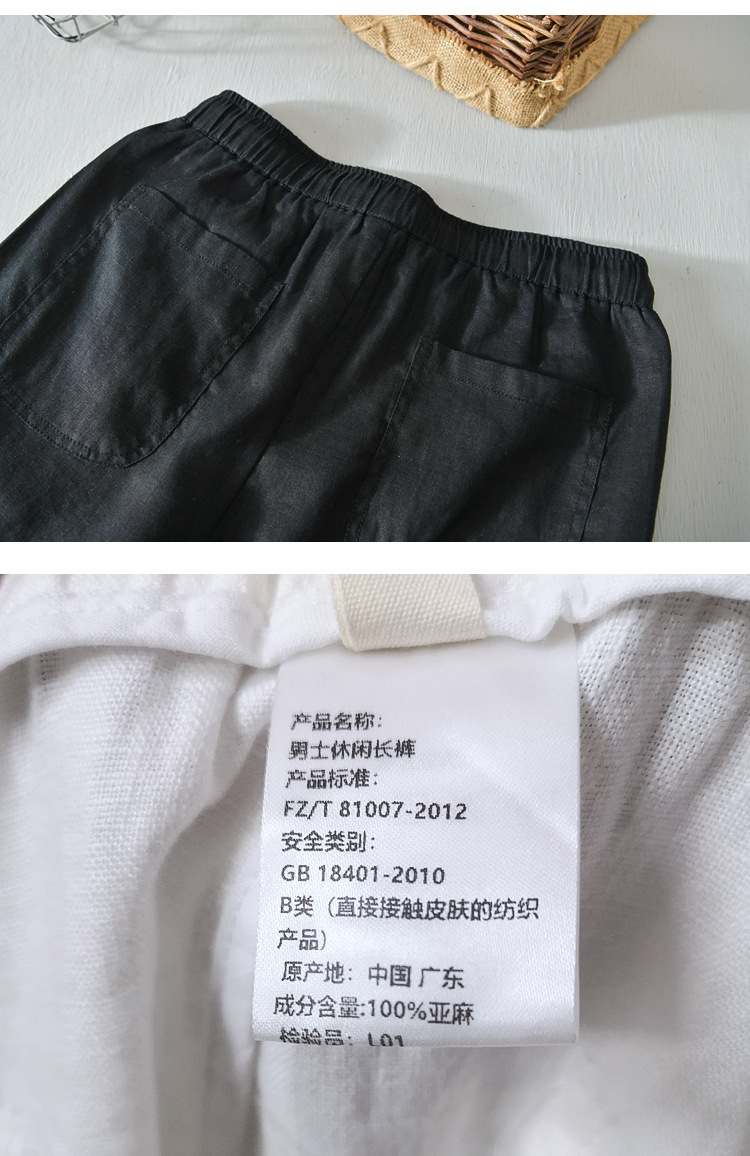 产品名称：
男士休闲长裤
产品标准：
FZ/T 81007-2012
安全类别：
GB 18401-2010
B类（直接接触皮肤的纺织
产品）
原产地：中国 广东
成分含量:100%亚麻